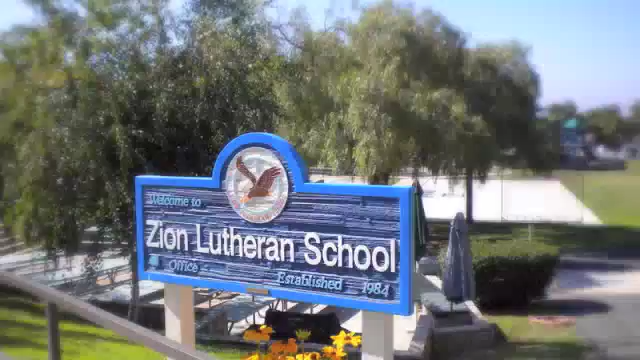 Welcome to
Zion Lutheran School
Office
Established 1984